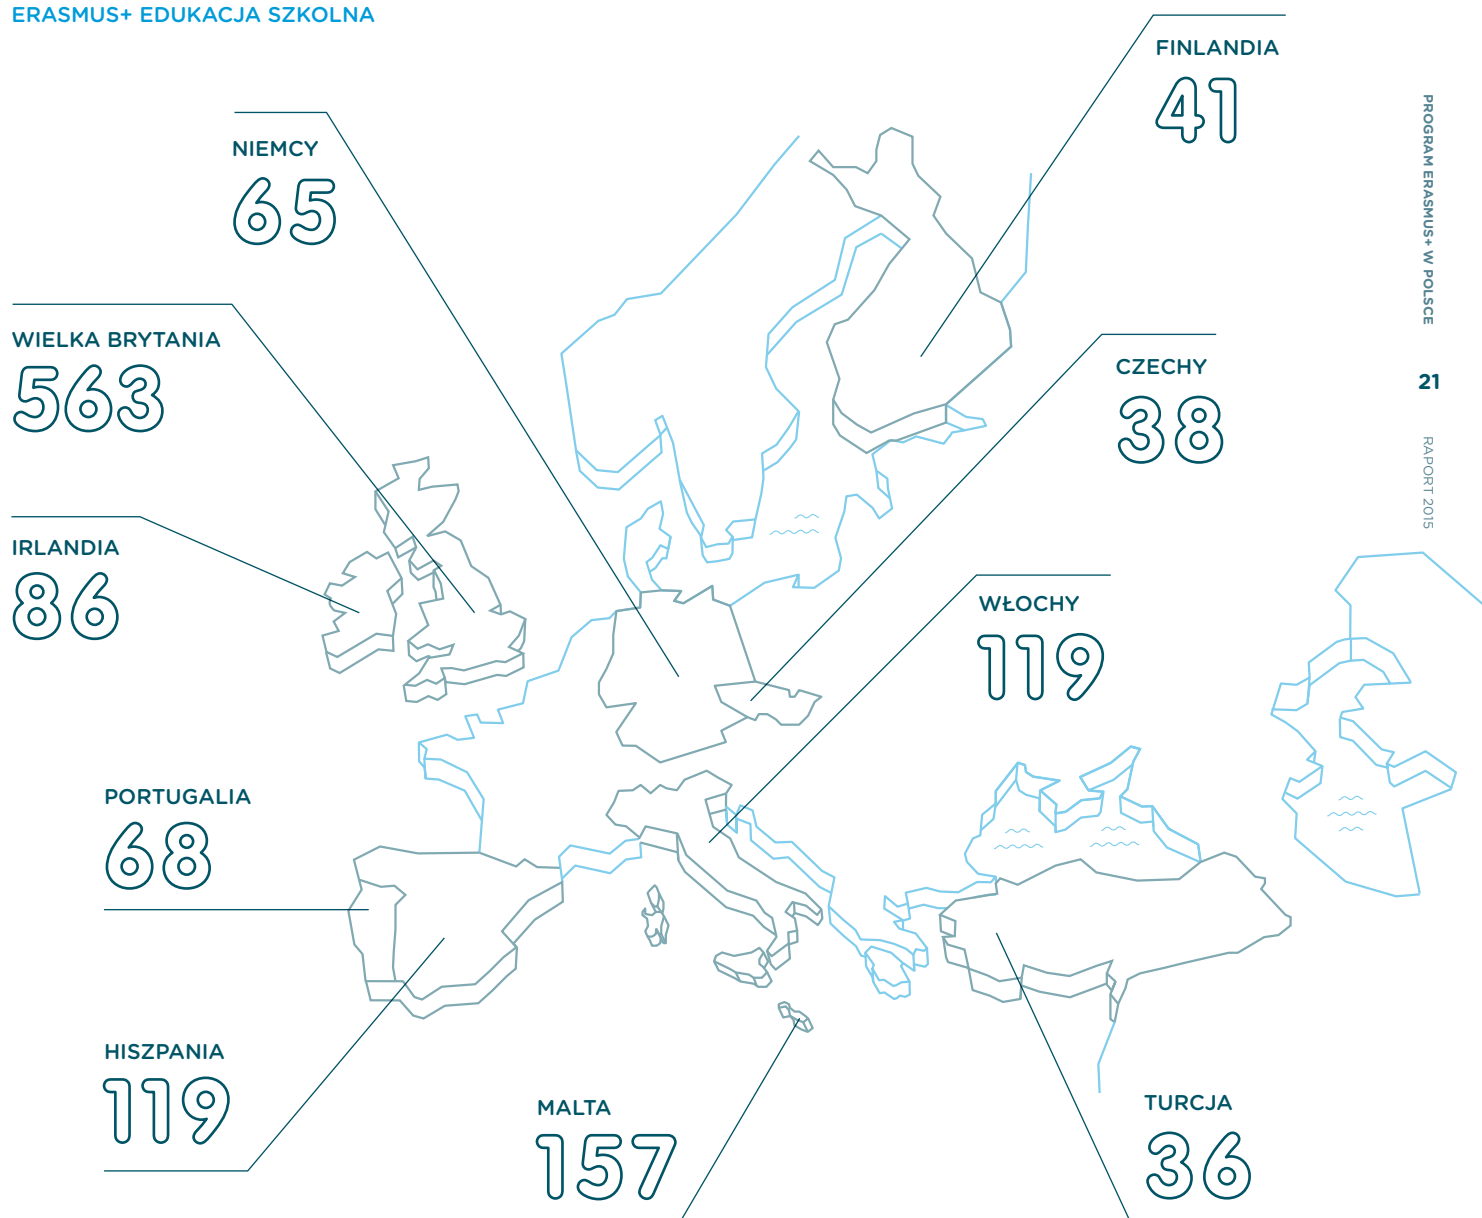 ERASMUS+ EDUKACJA SZKOLNA
FINLANDIA
41
NIEMCY
65
WIELKA BRYTANIA
563
CZECHY
38
IRLANDIA
86
WŁOCHY
119
PORTUGALIA
68
HISZPANIA
119
MALTA
157
TURCJA
36
PROGRAM ERASMUS+ W POLSCE
21
RAPORT 2015